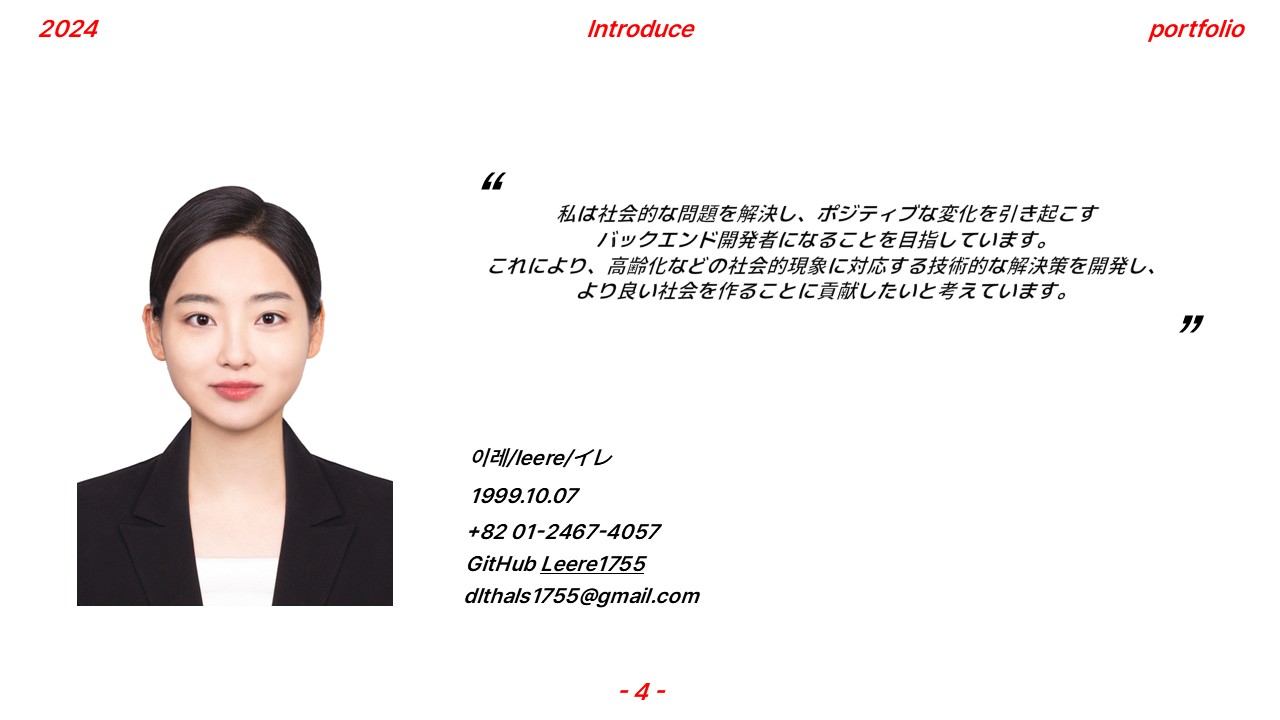 2024
Introduce
portfolio
“
私は社会的な問題を解決し、ポジティブな変化を引き起こす
バックエンド開発者になることを目指しています。
これにより、高齢化などの社会的現象に対応する技術的な解決策を開発し、
より良い社会を作ることに貢献したいと考えています。
”
이레/leere/イレ
1999.10.07
+82 01-2467-4057
GitHub Leere1755
dlthals1755@gmail.com
- 4 -